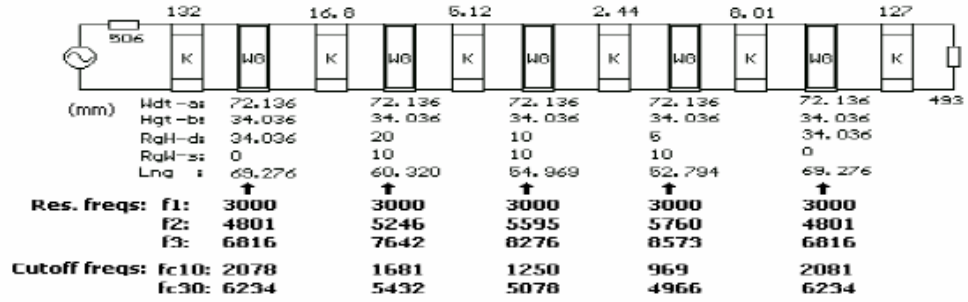 132 16.8 5.12 2.44 8.01 127
506
K WG K WG K WG K WG K WG K
(mm) Wdt-a: 72.136 72.136 72.136 72.136 72.136 493
Hgt-b: 34.036 34.036 34.036 34.036 34.036
RgH-d: 34.036 20 10 5 34.036
RgW-s: 0 10 10 10 0
Lng : 69.276 60.320 54.969 52.794 69.276
Res. freqs: f1: 3000 3000 3000 3000 3000
f2: 4801 5246 5595 5760 4801
f3: 6816 7642 8276 8573 6816
Cutoff freqs: fc10: 2078 1681 1250 969 2081
fc30: 6234 5432 5078 4966 6234